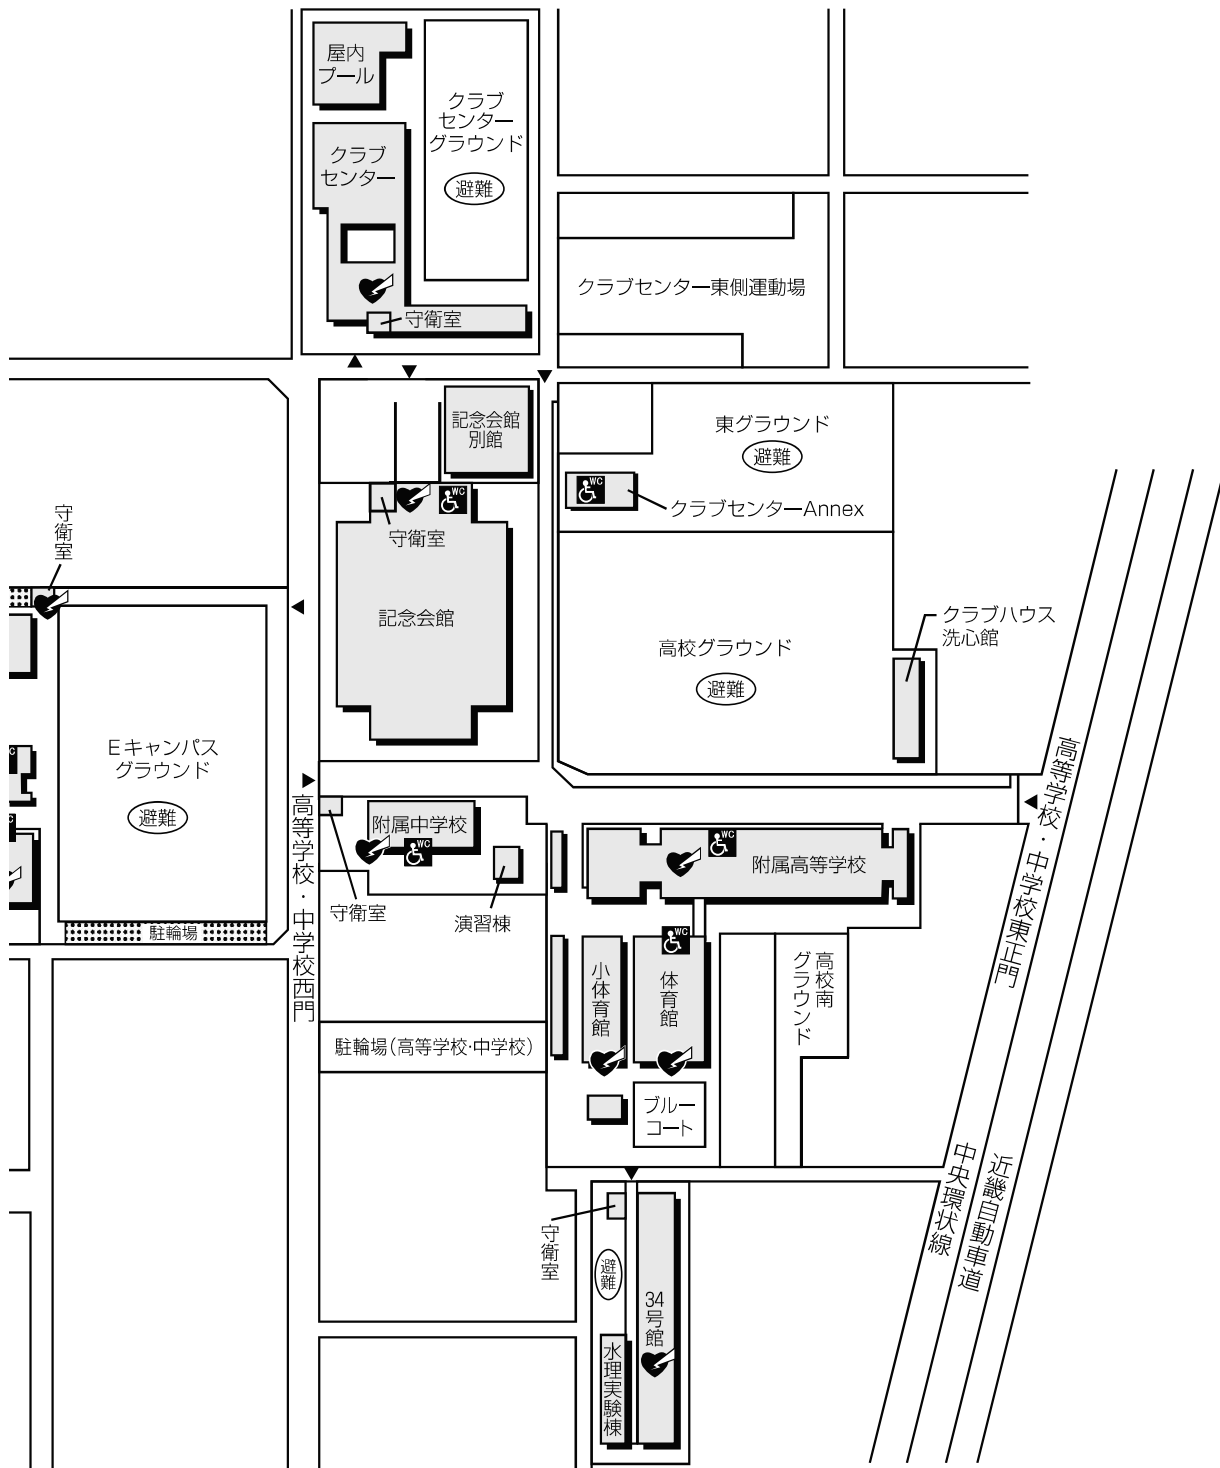 屋内
プール
クラブ
センター
グラウンド
避難
クラブ
センター
守衛室
クラブセンター東側運動場
記念会館
別館
東グラウンド
避難
WC
クラブセンターAnnex
WC
守衛室
守衛室
記念会館
高校グラウンド
避難
クラブハウス
洗心館
Eキャンパス
グラウンド
避難
駐輪場
高等学校・中学校西門
高等学校・中学校東正門
附属中学校
WC
守衛室
演習棟
WC
附属高等学校
WC
小体育館
体育館
高校南
グラウンド
駐輪場(高等学校・中学校)
ブルー
コート
中央環状線
近畿自動車道
守衛室
避難
34号館
水理実験棟